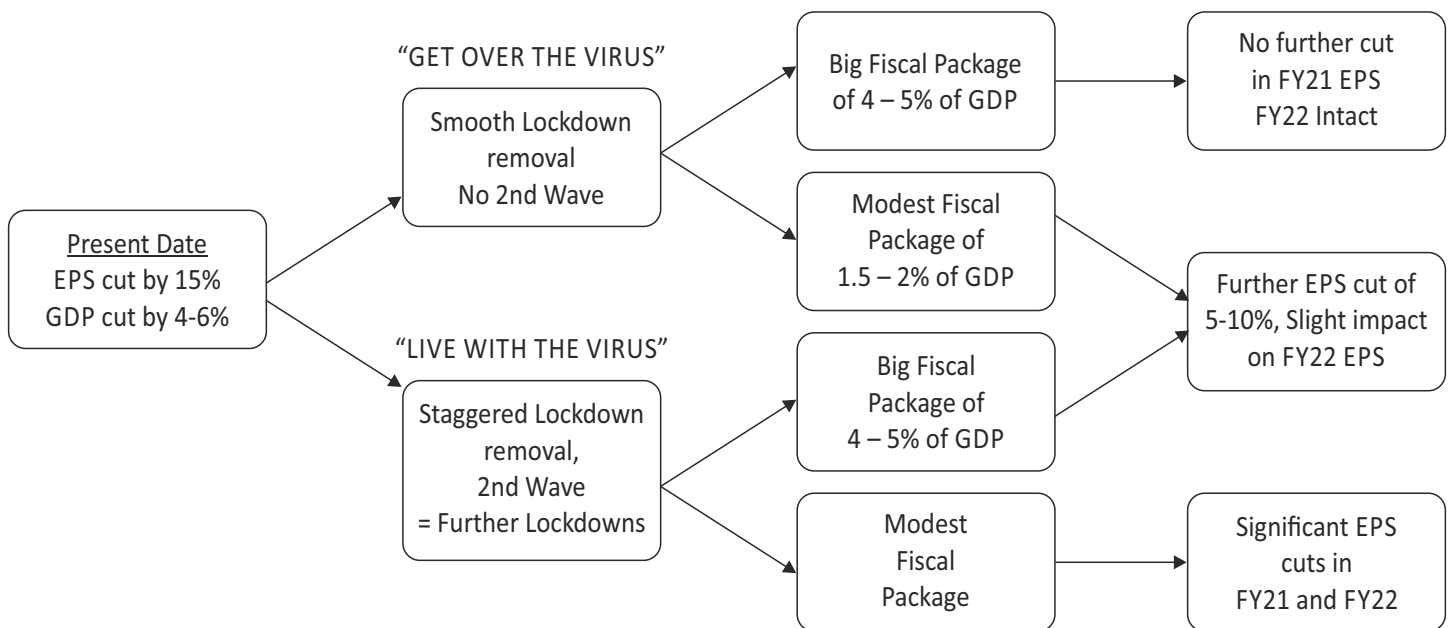 Present Date
EPS cut by 15%
GDP cut by 4-6%
“GET OVER THE VIRUS”
Smooth Lockdown
removal
No 2nd Wave
“LIVE WITH THE VIRUS”
Staggered Lockdown
removal,
2nd Wave
= Further Lockdowns
Big Fiscal Package
of 4 – 5% of GDP
Modest Fiscal
Package of
1.5 – 2% of GDP
Big Fiscal
Package of
4 – 5% of GDP
Modest
Fiscal
Package
No further cut
in FY21 EPS
FY22 Intact
Further EPS cut of
5-10%, Slight impact
on FY22 EPS
Significant EPS
cuts in
FY21 and FY22